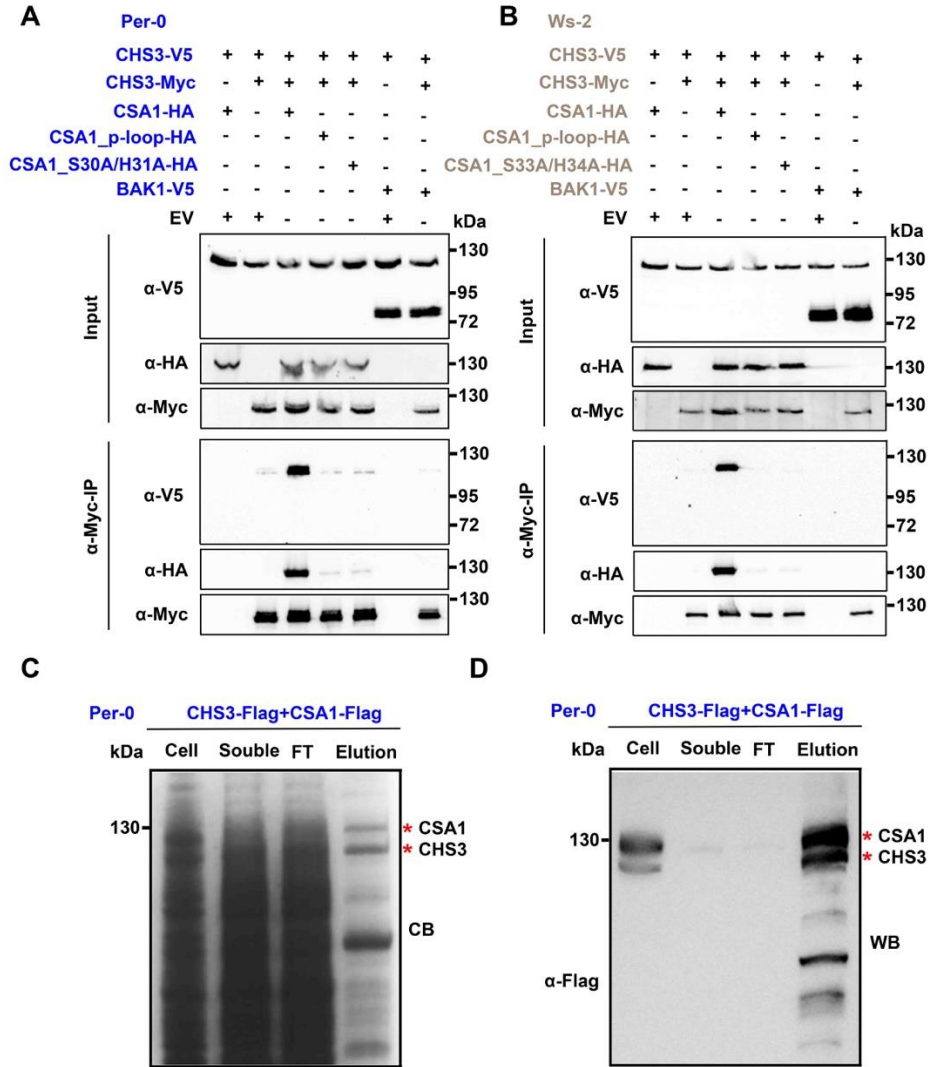 A
Per-0
CHS3-V5 + + + + + + +
CHS3-Myc - + + + + - +
CSA1-HA + - + - - - -
CSA1_p-loop-HA - - - + - - -
CSA1_S30A/H31A-HA - - - - + - -
BAK1-V5 - - - - - + +
EV + + - - - + -
kDa
Input
α-V5
130
95
72
α-HA
130
α-Myc
130
α-Myc-IP
α-V5
130
95
72
α-HA
130
α-Myc
130
B
Ws-2
CHS3-V5 + + + + + + +
CHS3-Myc - + + + + - +
CSA1-HA + - + - - - -
CSA1_p-loop-HA - - - + - - -
CSA1_S33A/H34A-HA - - - - + - -
BAK1-V5 - - - - - + +
EV + + - - - + -
kDa
Input
α-V5
130
95
72
α-HA
130
α-Myc
130
α-Myc-IP
α-V5
130
95
72
α-HA
130
α-Myc
130
C
Per-0 CHS3-Flag+CSA1-Flag
kDa Cell Souble FT Elution
130
* CSA1
* CHS3
CB
D
Per-0 CHS3-Flag+CSA1-Flag
kDa Cell Souble FT Elution
130
* CSA1
* CHS3
WB
α-Flag